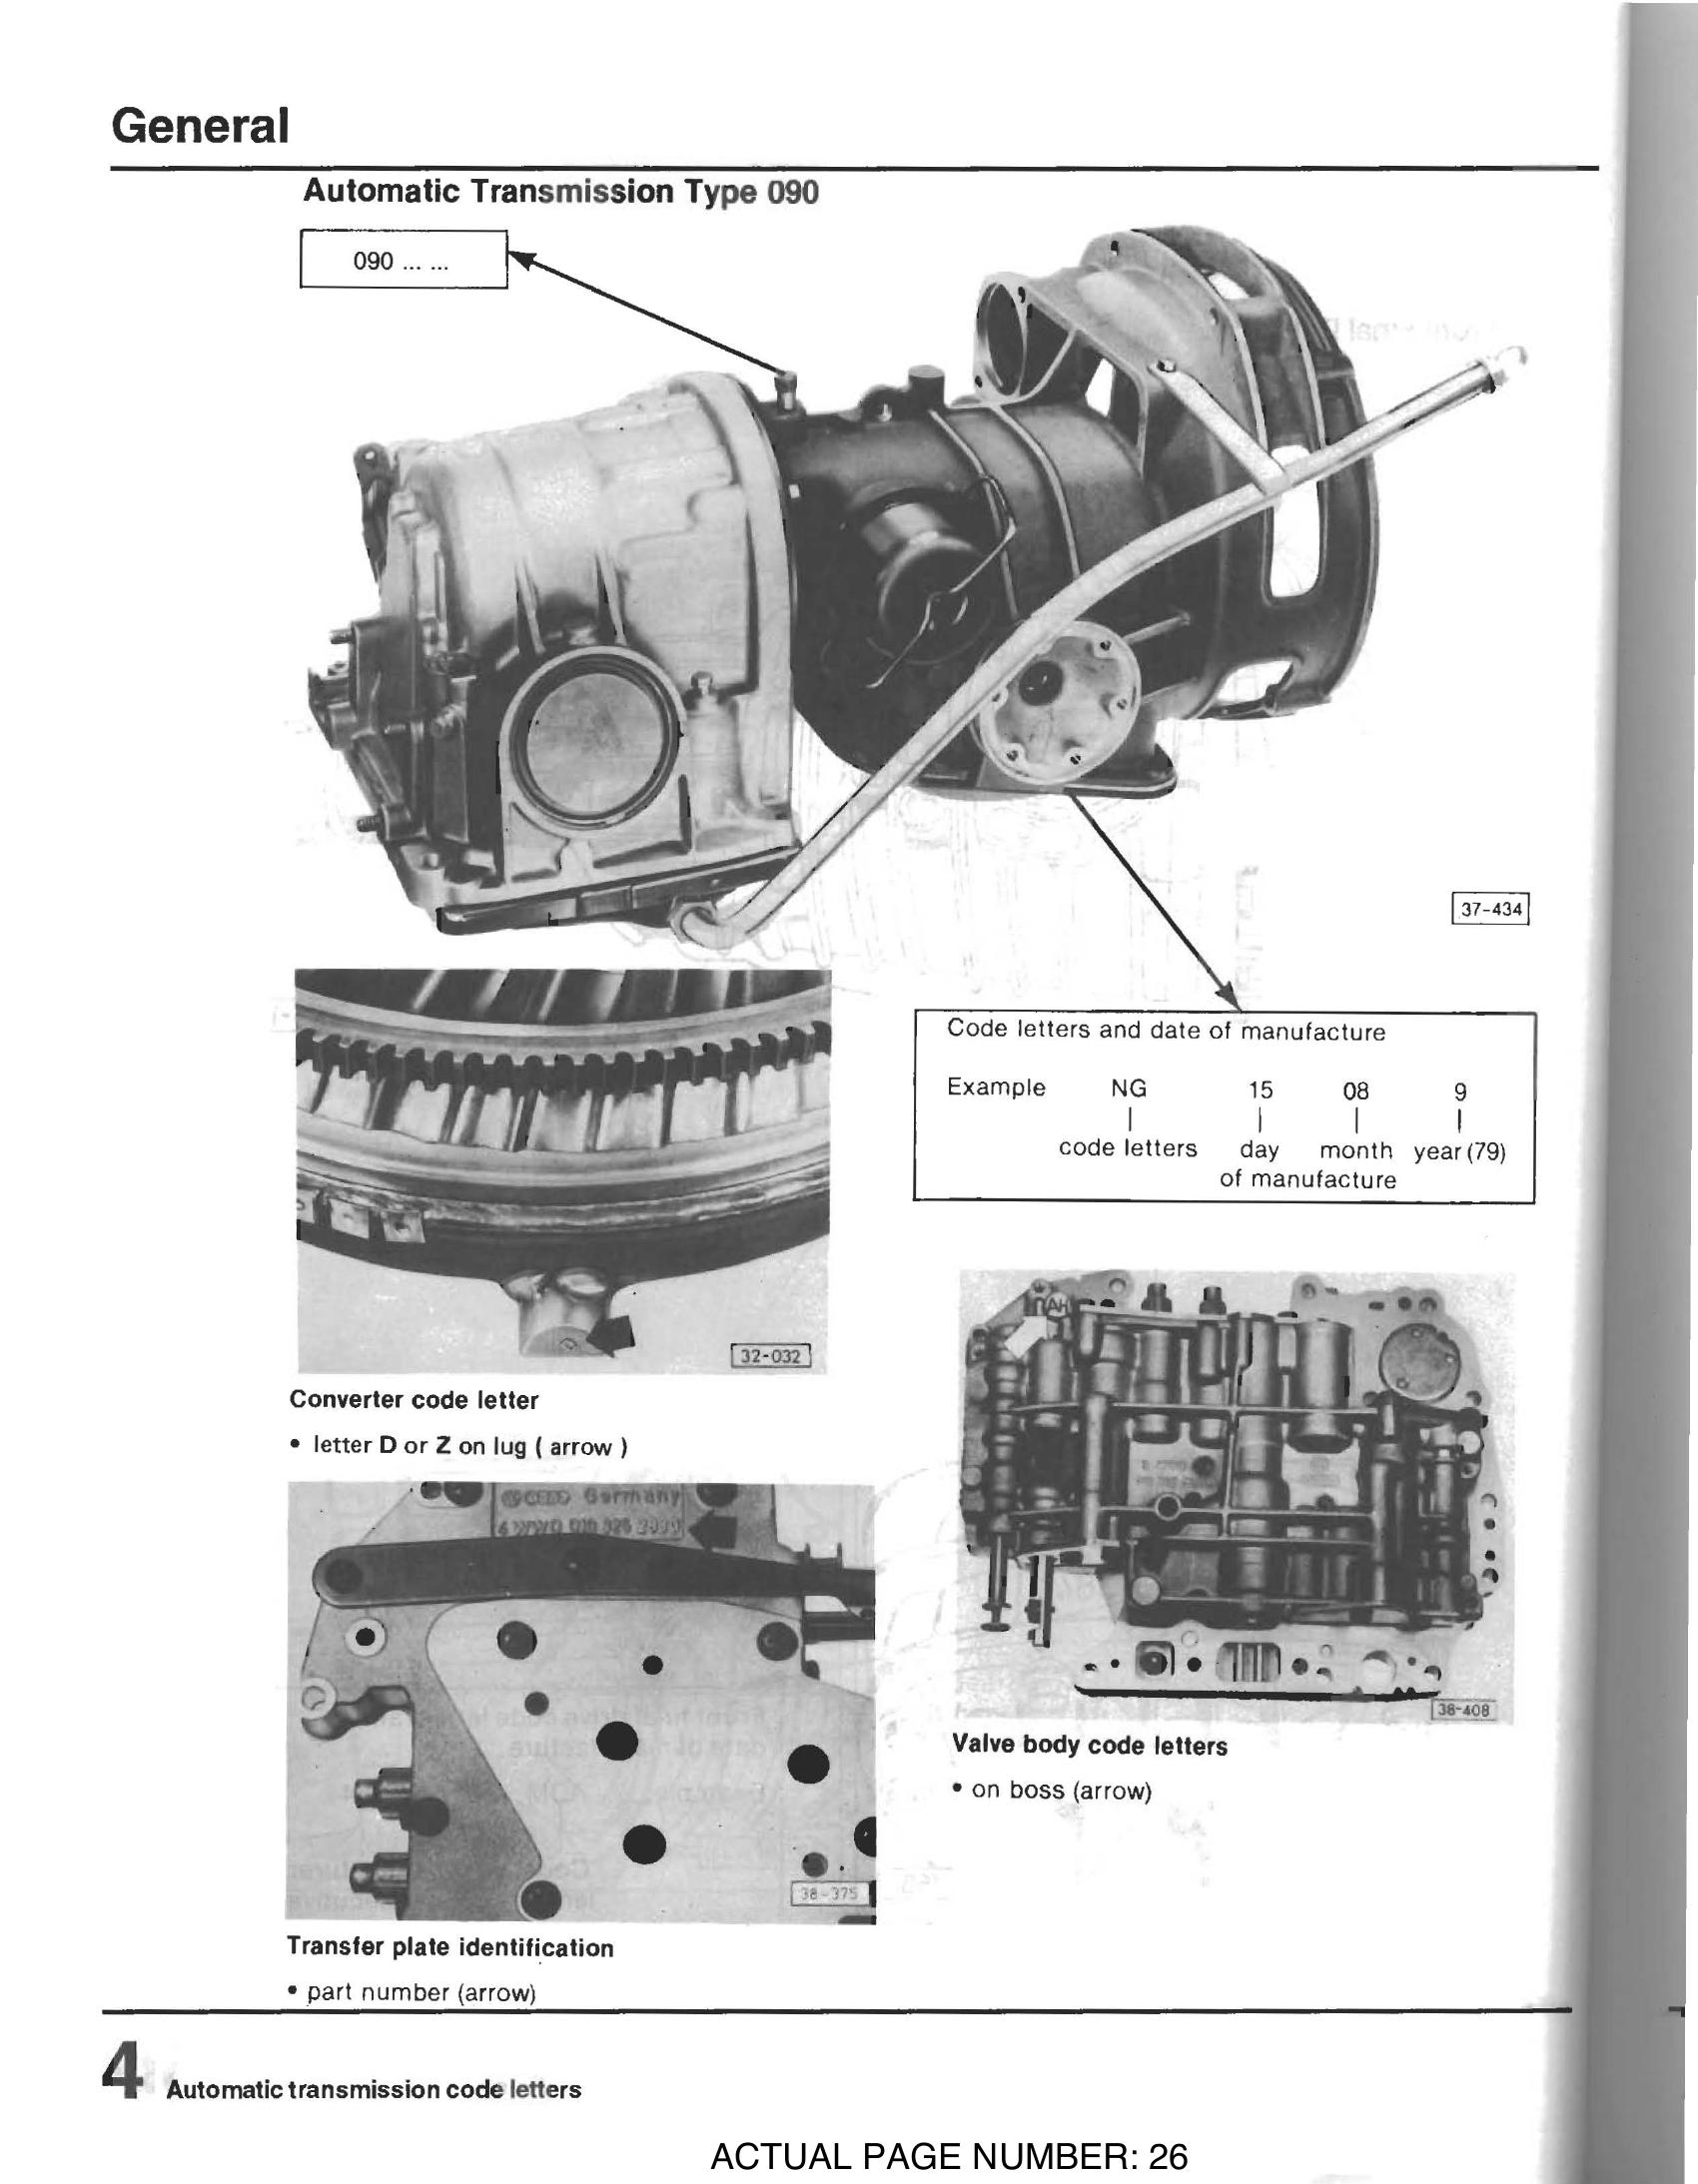 General
Automatic Transmission Type 090
090 ... ...
37-434
Code letters and date of manufacture
Example NG 15 08 9
code letters day month year (79)
of manufacture
32-032
Converter code letter
• letter D or Z on lug ( arrow )
AH
38-408
Valve body code letters
• on boss (arrow)
Germany
38-375
Transfer plate identification
• part number (arrow)
4 Automatic transmission code letters
ACTUAL PAGE NUMBER: 26